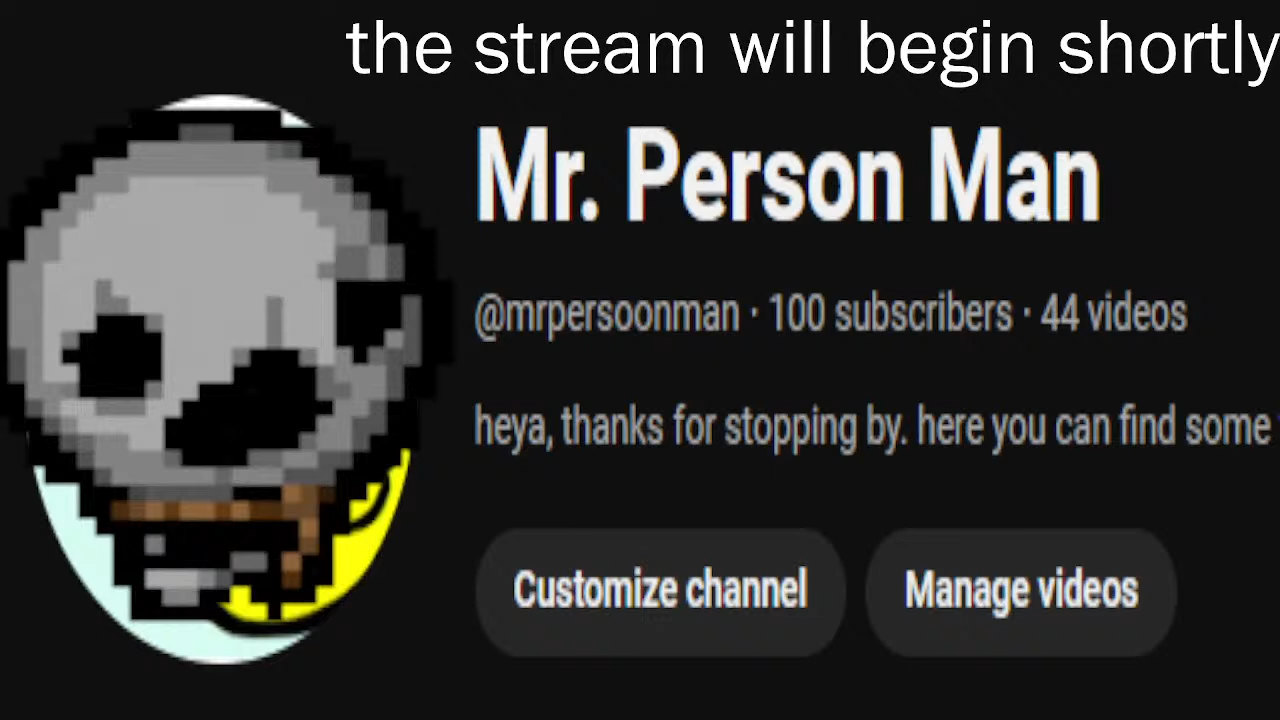 the stream will begin shortly
Mr. Person Man
@mrpersoonman · 100 subscribers · 44 videos
heya, thanks for stopping by. here you can find some
Customize channel
Manage videos